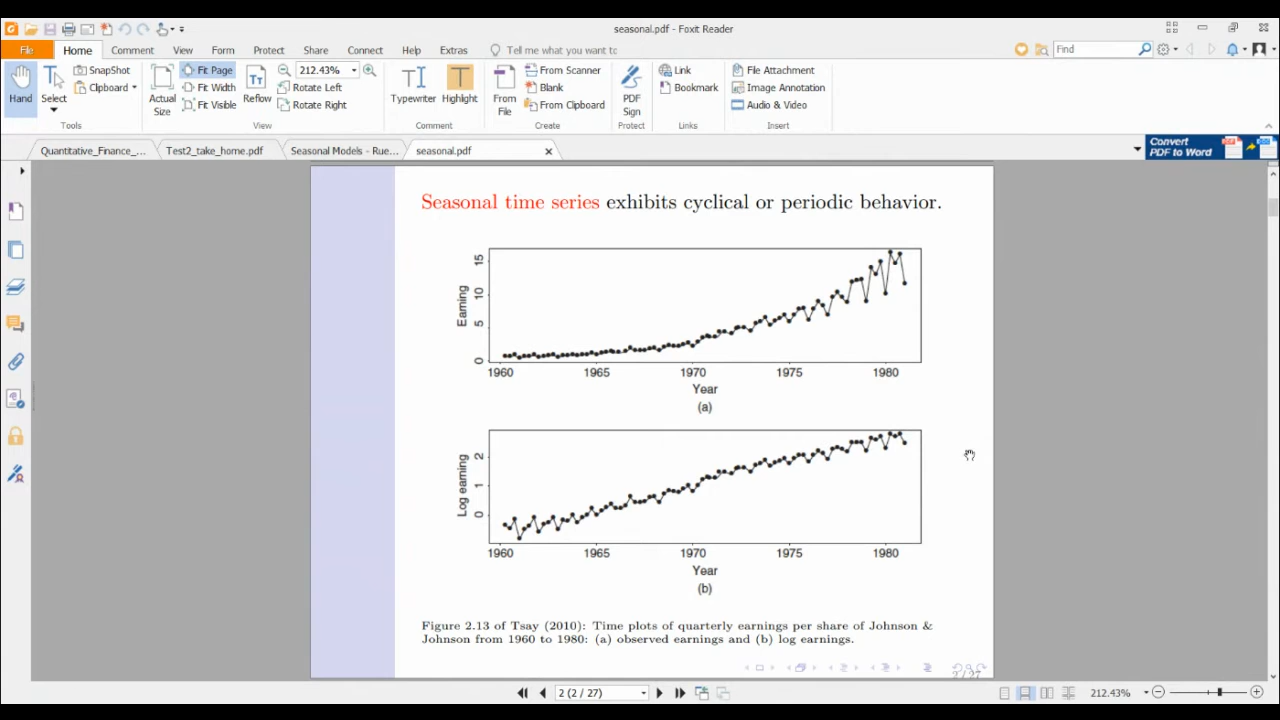 seasonal.pdf - Foxit Reader
File Home Comment View Form Protect Share Connect Help Extras Tell me what you want to Find
Hand
Select
SnapShot
Clipboard
Tools
Actual Size
Fit Page
Fit Width
Fit Visible
Reflow
212.43%
Rotate Left
Rotate Right
View
Typewriter
Highlight
Comment
From File
From Scanner
Blank
From Clipboard
Create
PDF Sign
Protect
Link
Bookmark
Links
File Attachment
Image Annotation
Audio & Video
Insert
Quantitative_Finance_... Test2_take_home.pdf Seasonal Models - Rue... seasonal.pdf
Convert
PDF to Word
Seasonal time series exhibits cyclical or periodic behavior.
Earning
15
10
5
0
1960 1965 1970 1975 1980
Year
(a)
Log earning
2
1
0
1960 1965 1970 1975 1980
Year
(b)
Figure 2.13 of Tsay (2010): Time plots of quarterly earnings per share of Johnson &
Johnson from 1960 to 1980: (a) observed earnings and (b) log earnings.
2 / 27
2 (2 / 27)
212.43%